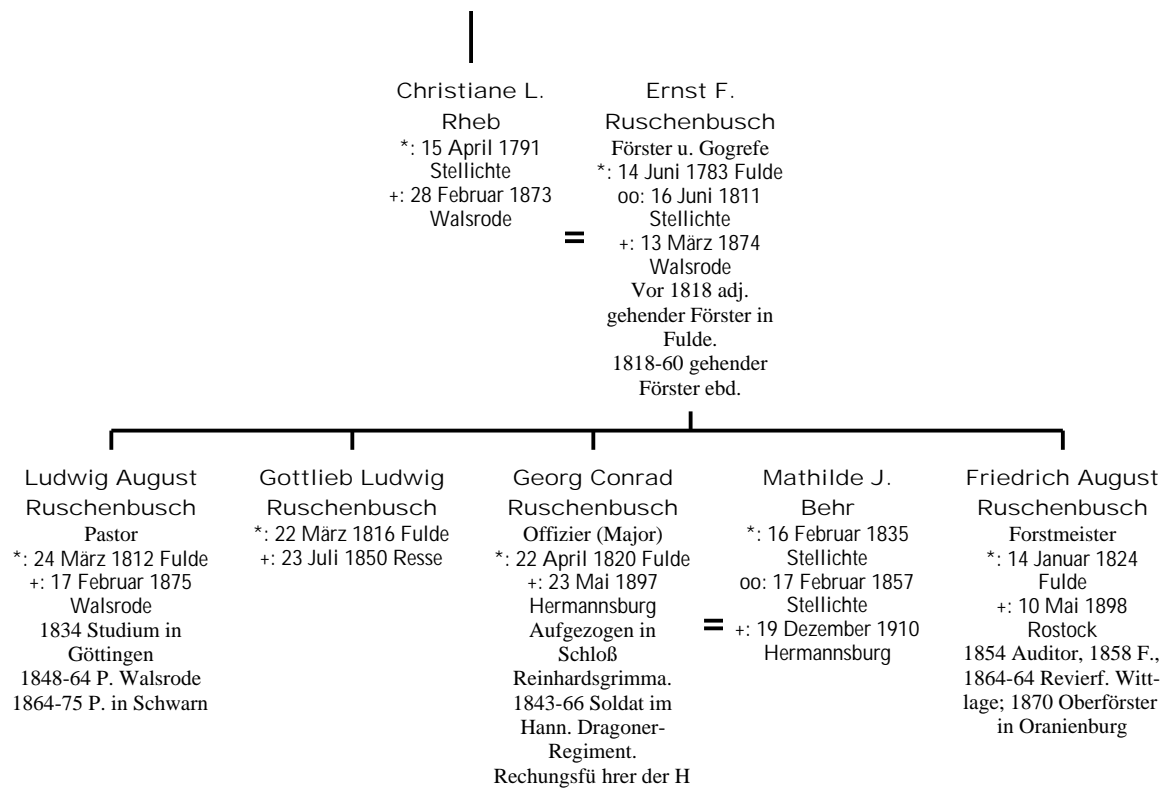 Christiane L.
Rheb
*: 15 April 1791
Stellichte
+: 28 Februar 1873
Walsrode
=
Ernst F.
Ruschenbusch
Förster u. Gogrefe
*: 14 Juni 1783 Fulde
oo: 16 Juni 1811
Stellichte
+: 13 März 1874
Walsrode
Vor 1818 adj.
gehender Förster in
Fulde.
1818-60 gehender
Förster ebd.
Ludwig August
Ruschenbusch
Pastor
*: 24 März 1812 Fulde
+: 17 Februar 1875
Walsrode
1834 Studium in
Göttingen
1848-64 P. Walsrode
1864-75 P. in Schwarn
Gottlieb Ludwig
Ruschenbusch
*: 22 März 1816 Fulde
+: 23 Juli 1850 Resse
Georg Conrad
Ruschenbusch
Offizier (Major)
*: 22 April 1820 Fulde
+: 23 Mai 1897
Hermannsburg
Aufgezogen in
Schloß
Reinhardsgrimma.
1843-66 Soldat im
Hann. Dragoner-
Regiment.
Rechungsfü hrer der H
=
Mathilde J.
Behr
*: 16 Februar 1835
Stellichte
oo: 17 Februar 1857
Stellichte
+: 19 Dezember 1910
Hermannsburg
Friedrich August
Ruschenbusch
Forstmeister
*: 14 Januar 1824
Fulde
+: 10 Mai 1898
Rostock
1854 Auditor, 1858 F.,
1864-64 Revierf. Witt-
lage; 1870 Oberförster
in Oranienburg